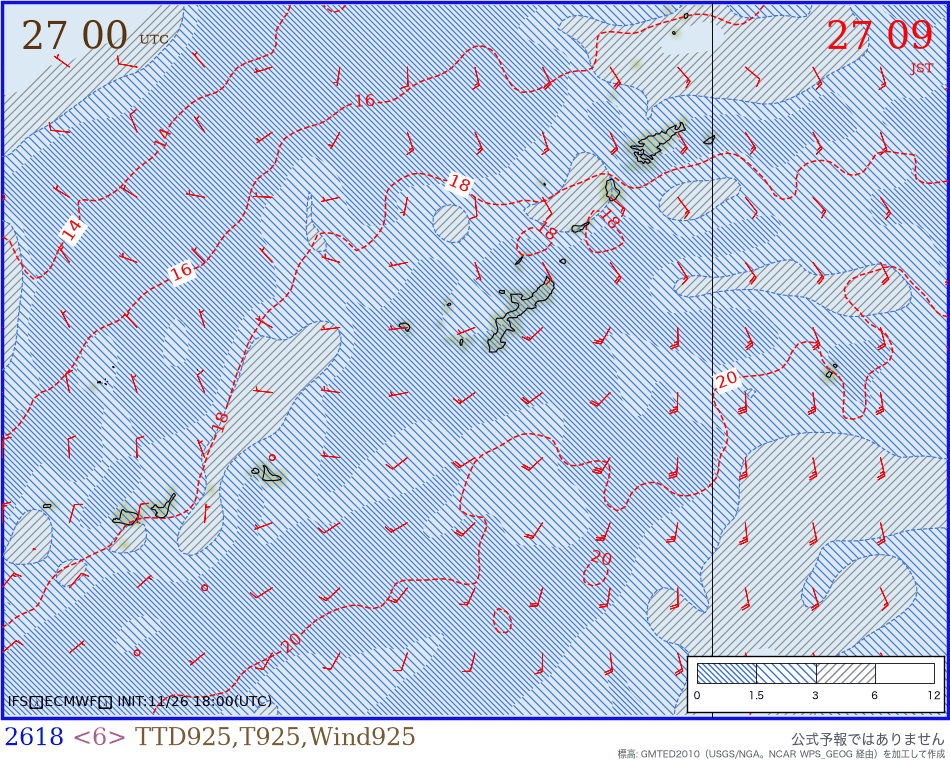 27 00 UTC
27 09
JST
16
14
18
14
18
18
16
20
18
20
20
0 1.5 3 6 12
IFS□ECMWF□ INIT:11/26 18:00(UTC)
2618 <6> TTD925,T925,Wind925
公式予報ではありません
標高: GMTED2010（USGS/NGA。NCAR WPS_GEOG 経由）を加工して作成